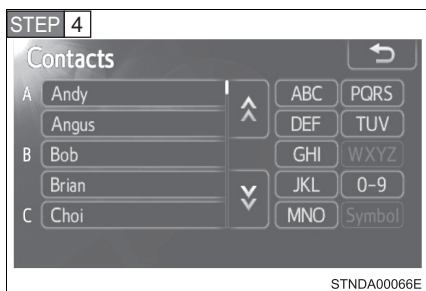 STEP 4
Contacts
A Andy ABC PQRS
Angus DEF TUV
B Bob GHI WXYZ
Brian JKL 0-9
C Choi MNO Symbol
STNDA00066E